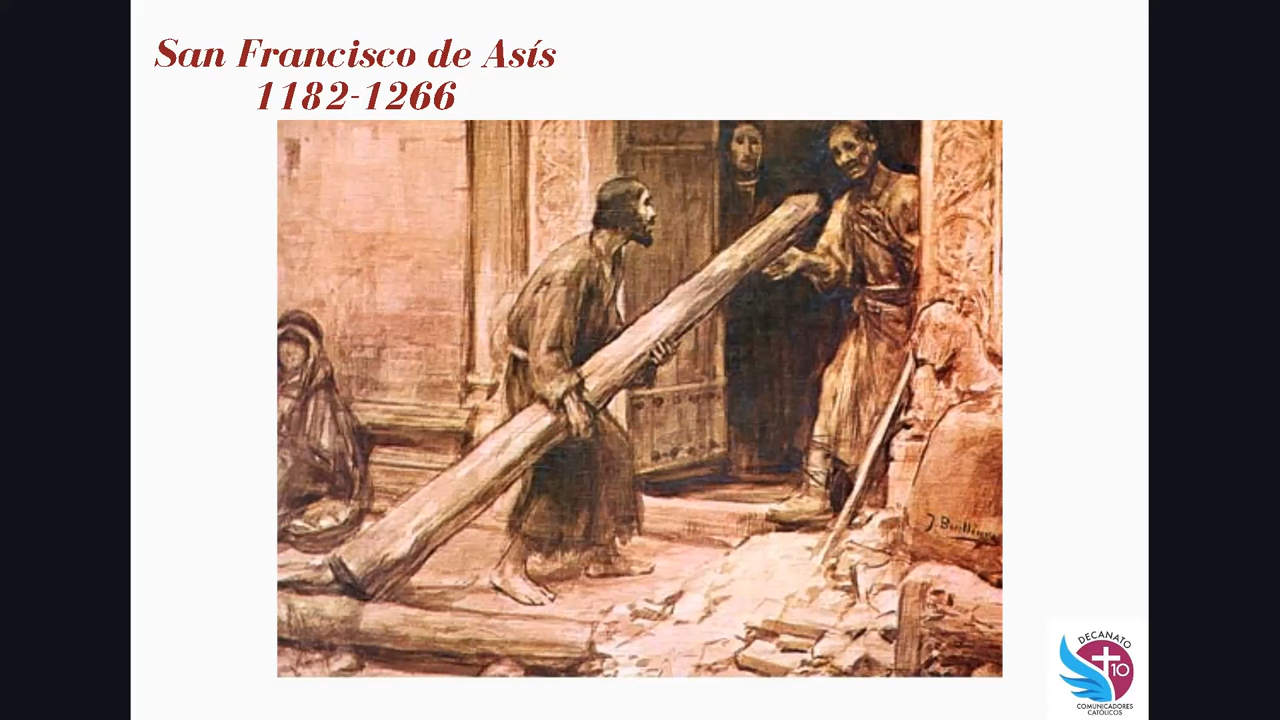 San Francisco de Asís
1182-1266
DECANATO
10
COMUNICADORES
CATÓLICOS